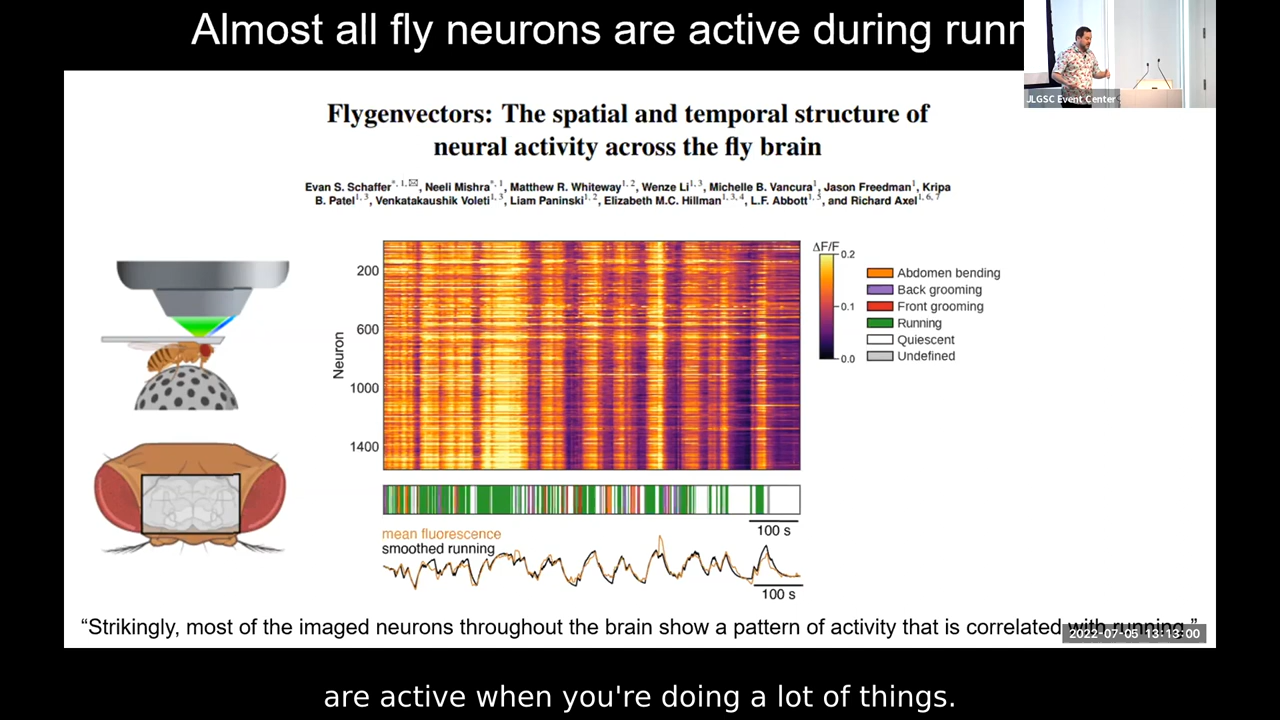 Almost all fly neurons are active during runn
JLGSC Event Center
Flygenvectors: The spatial and temporal structure of
neural activity across the fly brain
Evan S. Schaffer*, 1, ✉, Neeli Mishra*, 1, Matthew R. Whiteway1, 2, Wenze Li1, 3, Michelle B. Vancura1, Jason Freedman1, Kripa
B. Patel1, 3, Venkatakaushik Voleti1, 3, Liam Paninski1, 2, Elizabeth M.C. Hillman1, 3, 4, L.F. Abbott1, 5, and Richard Axel1, 6, 7
Neuron
200
600
1000
1400
ΔF/F
0.2
0.1
0.0
Abdomen bending
Back grooming
Front grooming
Running
Quiescent
Undefined
100 s
mean fluorescence
smoothed running
100 s
“Strikingly, most of the imaged neurons throughout the brain show a pattern of activity that is correlated with running.”
2022-07-05 13:13:00
are active when you're doing a lot of things.